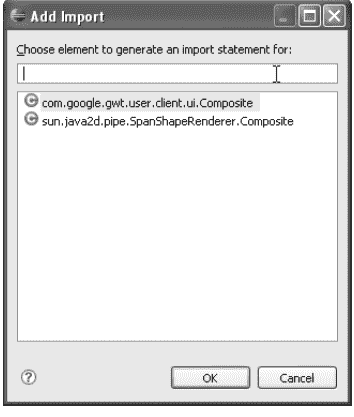 Add Import
Choose element to generate an import statement for:
com.google.gwt.user.client.ui.Composite
sun.java2d.pipe.SpanShapeRenderer.Composite
OK
Cancel